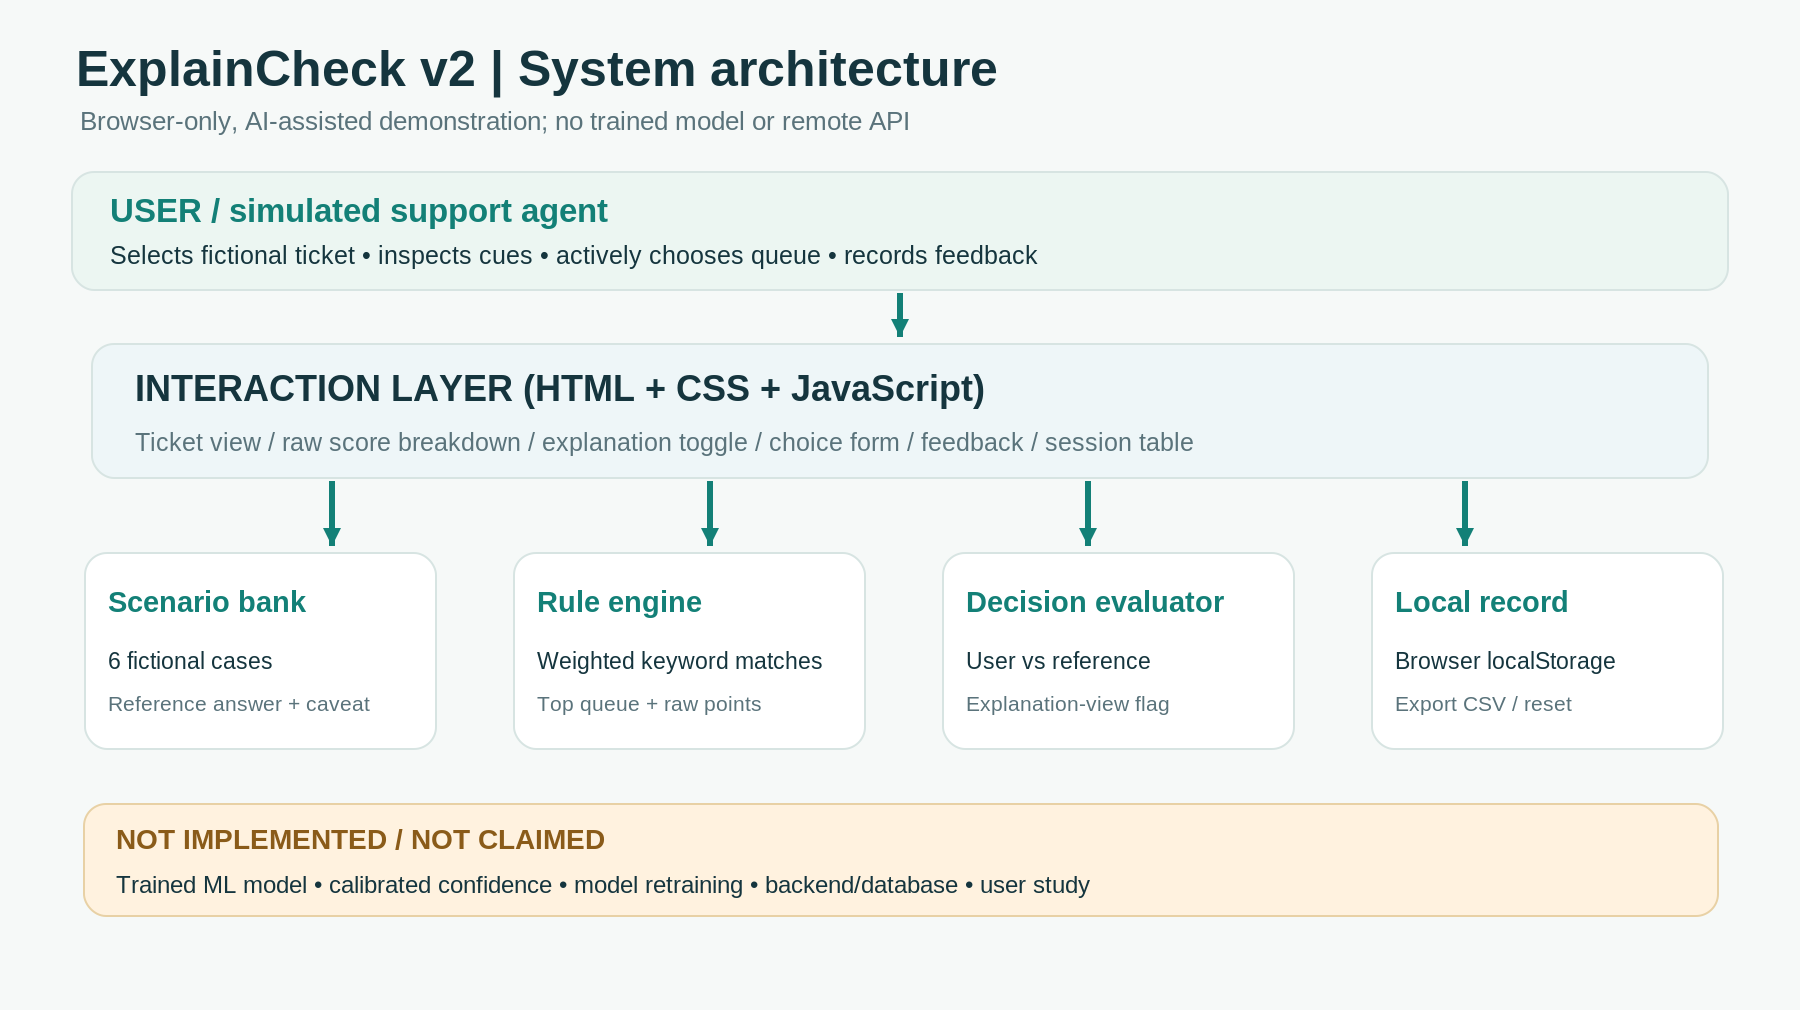 ExplainCheck v2 | System architecture
Browser-only, AI-assisted demonstration; no trained model or remote API
USER / simulated support agent
Selects fictional ticket • inspects cues • actively chooses queue • records feedback
INTERACTION LAYER (HTML + CSS + JavaScript)
Ticket view / raw score breakdown / explanation toggle / choice form / feedback / session table
Scenario bank
6 fictional cases
Reference answer + caveat
Rule engine
Weighted keyword matches
Top queue + raw points
Decision evaluator
User vs reference
Explanation-view flag
Local record
Browser localStorage
Export CSV / reset
NOT IMPLEMENTED / NOT CLAIMED
Trained ML model • calibrated confidence • model retraining • backend/database • user study